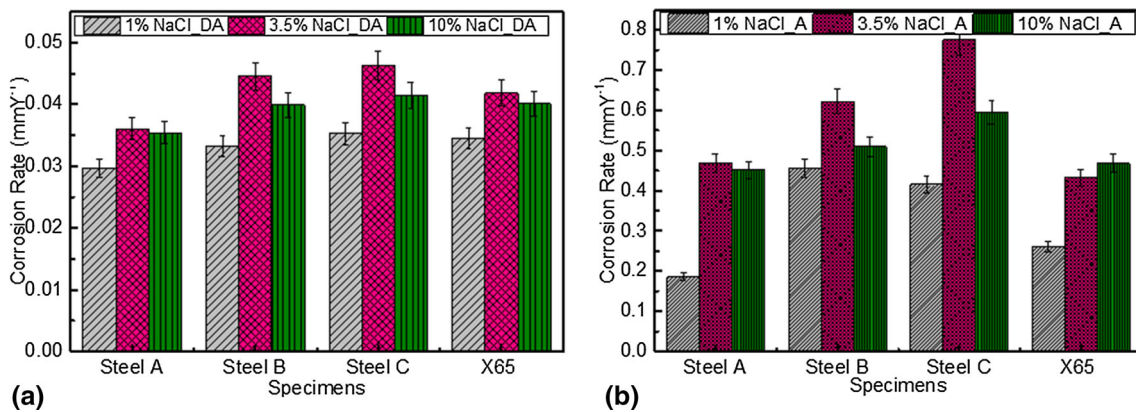 1% NaCl_DA 3.5% NaCl_DA 10% NaCl_DA
0.05
0.04
0.03
0.02
0.01
0.00
Corrosion Rate (mmY⁻¹)
Steel A Steel B Steel C X65
Specimens
(a)
1% NaCl_A 3.5% NaCl_A 10% NaCl_A
0.8
0.7
0.6
0.5
0.4
0.3
0.2
0.1
0.0
Corrosion Rate (mmY⁻¹)
Steel A Steel B Steel C X65
Specimens
(b)